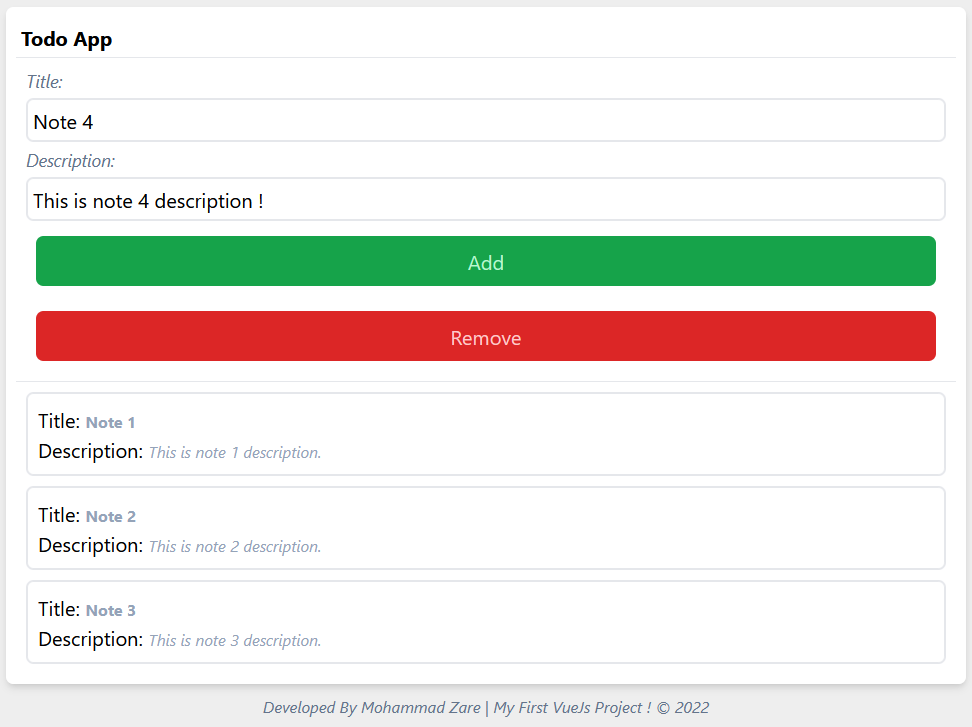 Todo App
Title:
Note 4
Description:
This is note 4 description !
Add
Remove
Title: Note 1
Description: This is note 1 description.
Title: Note 2
Description: This is note 2 description.
Title: Note 3
Description: This is note 3 description.
Developed By Mohammad Zare | My First VueJs Project ! © 2022